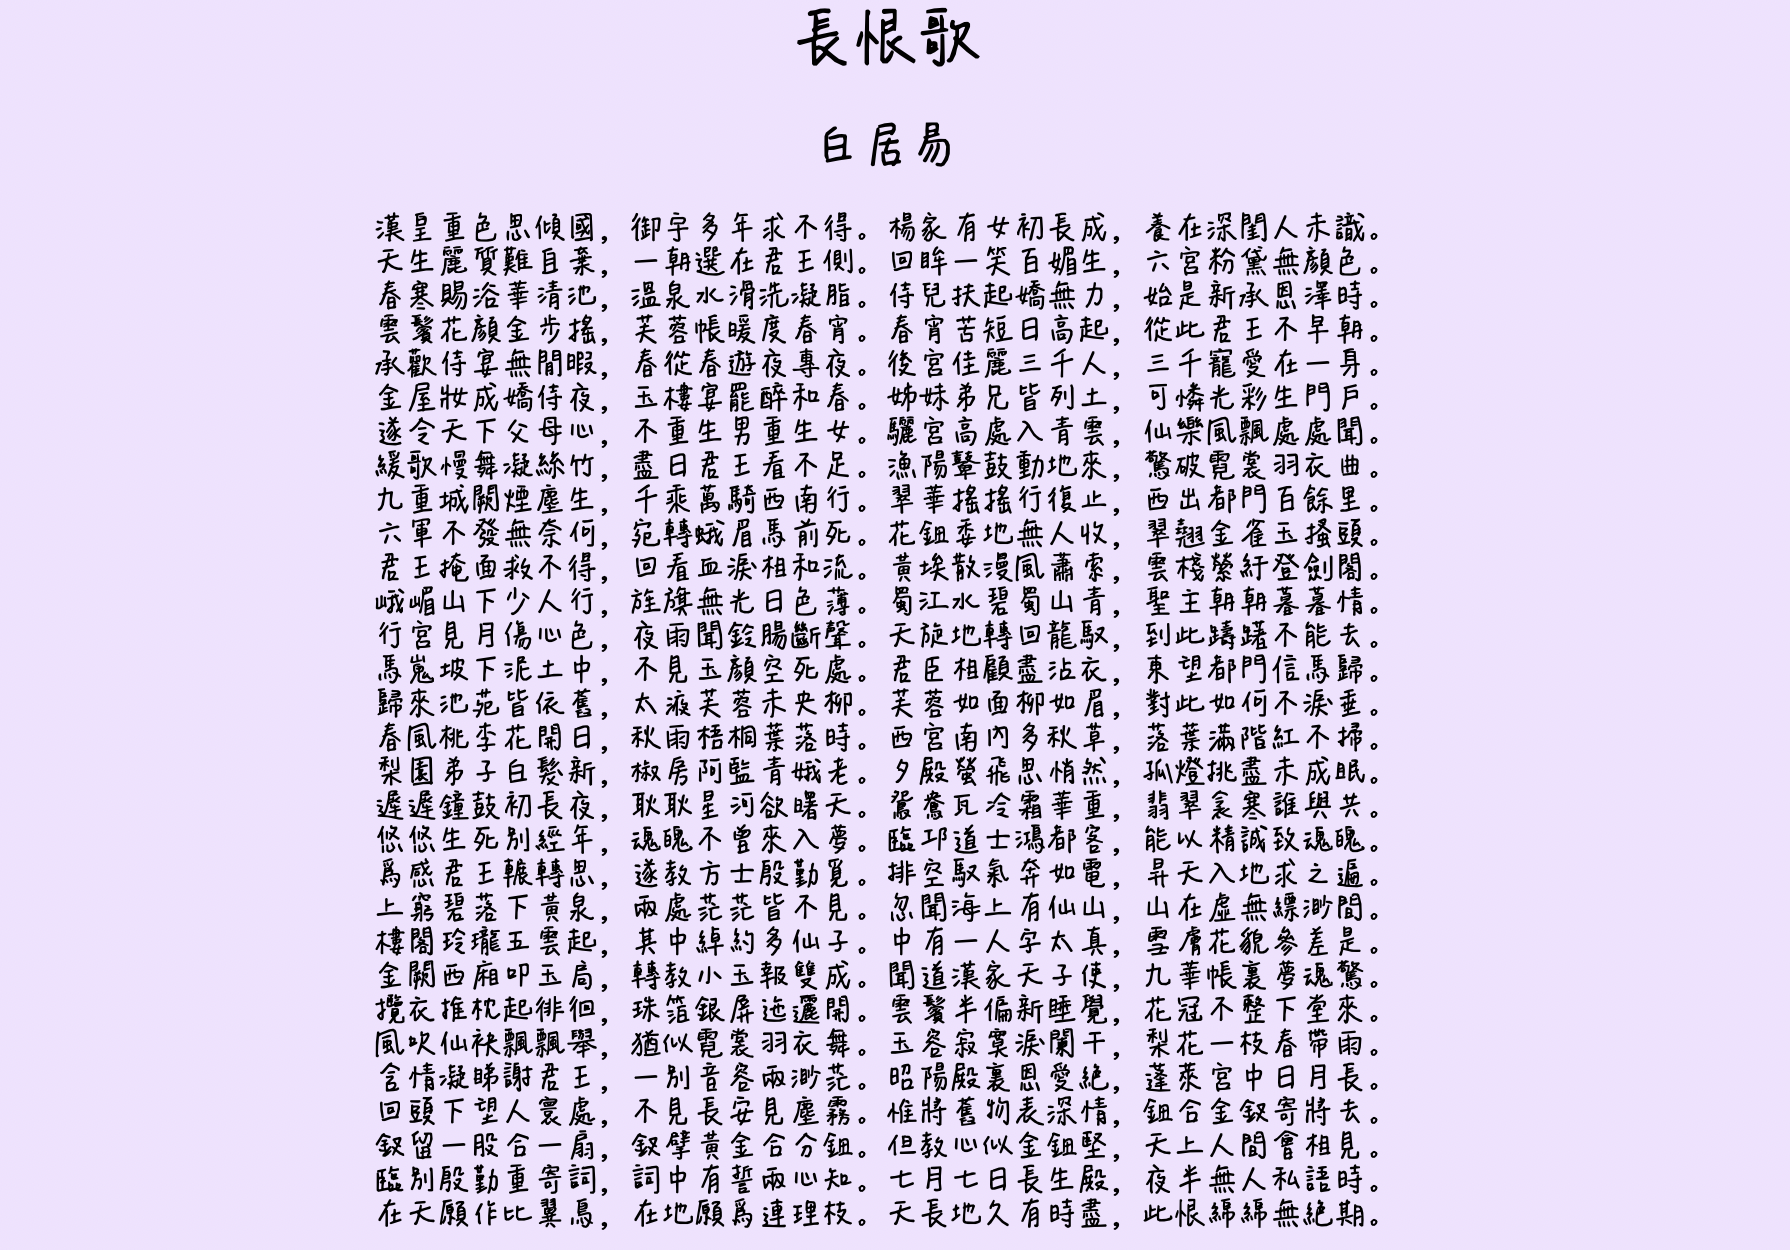 長恨歌
白居易
漢皇重色思傾國，御宇多年求不得。楊家有女初長成，養在深閨人未識。
天生麗質難自棄，一朝選在君王側。回眸一笑百媚生，六宮粉黛無顏色。
春寒賜浴華清池，溫泉水滑洗凝脂。侍兒扶起嬌無力，始是新承恩澤時。
雲鬢花顏金步搖，芙蓉帳暖度春宵。春宵苦短日高起，從此君王不早朝。
承歡侍宴無閒暇，春從春遊夜專夜。後宮佳麗三千人，三千寵愛在一身。
金屋妝成嬌侍夜，玉樓宴罷醉和春。姊妹弟兄皆列土，可憐光彩生門戶。
遂令天下父母心，不重生男重生女。驪宮高處入青雲，仙樂風飄處處聞。
緩歌慢舞凝絲竹，盡日君王看不足。漁陽鼙鼓動地來，驚破霓裳羽衣曲。
九重城闕煙塵生，千乘萬騎西南行。翠華搖搖行復止，西出都門百餘里。
六軍不發無奈何，宛轉蛾眉馬前死。花鈿委地無人收，翠翹金雀玉搔頭。
君王掩面救不得，回看血淚相和流。黃埃散漫風蕭索，雲棧縈紆登劍閣。
峨嵋山下少人行，旌旗無光日色薄。蜀江水碧蜀山青，聖主朝朝暮暮情。
行宮見月傷心色，夜雨聞鈴腸斷聲。天旋地轉回龍馭，到此躊躇不能去。
馬嵬坡下泥土中，不見玉顏空死處。君臣相顧盡沾衣，東望都門信馬歸。
歸來池苑皆依舊，太液芙蓉未央柳。芙蓉如面柳如眉，對此如何不淚垂。
春風桃李花開日，秋雨梧桐葉落時。西宮南內多秋草，落葉滿階紅不掃。
梨園弟子白髮新，椒房阿監青娥老。夕殿螢飛思悄然，孤燈挑盡未成眠。
遲遲鐘鼓初長夜，耿耿星河欲曙天。鴛鴦瓦冷霜華重，翡翠衾寒誰與共。
悠悠生死別經年，魂魄不曾來入夢。臨邛道士鴻都客，能以精誠致魂魄。
爲感君王輾轉思，遂教方士殷勤覓。排空馭氣奔如電，昇天入地求之遍。
上窮碧落下黃泉，兩處茫茫皆不見。忽聞海上有仙山，山在虛無縹渺間。
樓閣玲瓏五雲起，其中綽約多仙子。中有一人字太真，雪膚花貌參差是。
金闕西廂叩玉扃，轉教小玉報雙成。聞道漢家天子使，九華帳裏夢魂驚。
攬衣推枕起徘徊，珠箔銀屏迤邐開。雲鬢半偏新睡覺，花冠不整下堂來。
風吹仙袂飄飄舉，猶似霓裳羽衣舞。玉容寂寞淚闌干，梨花一枝春帶雨。
含情凝睇謝君王，一別音容兩渺茫。昭陽殿裏恩愛絕，蓬萊宮中日月長。
回頭下望人寰處，不見長安見塵霧。惟將舊物表深情，鈿合金釵寄將去。
釵留一股合一扇，釵擘黃金合分鈿。但教心似金鈿堅，天上人間會相見。
臨別殷勤重寄詞，詞中有誓兩心知。七月七日長生殿，夜半無人私語時。
在天願作比翼鳥，在地願爲連理枝。天長地久有時盡，此恨綿綿無絕期。